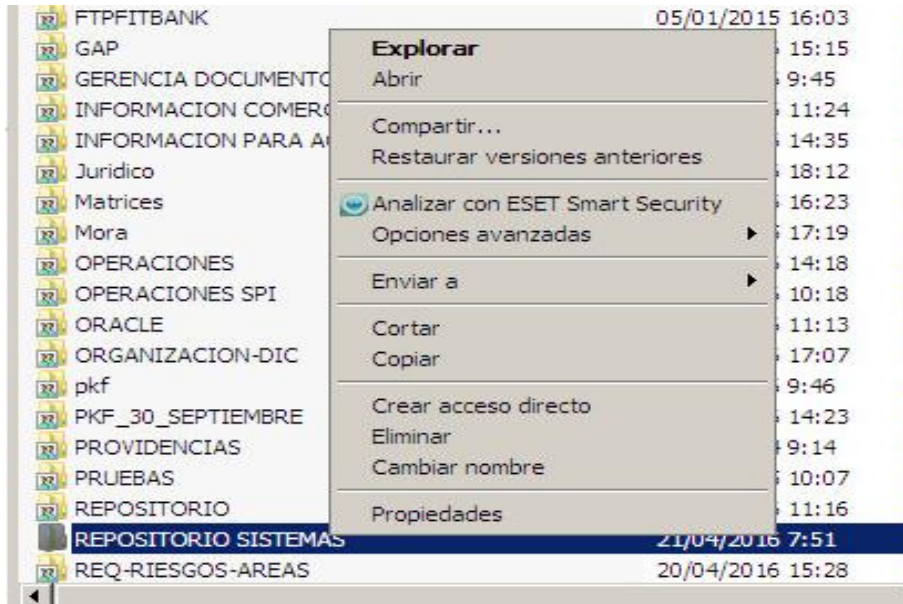 FTPFITBANK 05/01/2015 16:03
GAP 15:15
GERENCIA DOCUMENTO 9:45
INFORMACION COMERC 11:24
INFORMACION PARA A 14:35
Juridico 18:12
Matrices 16:23
Mora 17:19
OPERACIONES 14:18
OPERACIONES SPI 10:18
ORACLE 11:13
ORGANIZACION-DIC 17:07
pkf 9:46
PKF_30_SEPTIEMBRE 14:23
PROVIDENCIAS 9:14
PRUEBAS 10:07
REPOSITORIO 11:16
REPOSITORIO SISTEMAS 21/04/2016 7:51
REQ-RIESGOS-AREAS 20/04/2016 15:28
Explorar
Abrir
Compartir...
Restaurar versiones anteriores
Analizar con ESET Smart Security
Opciones avanzadas
Enviar a
Cortar
Copiar
Crear acceso directo
Eliminar
Cambiar nombre
Propiedades